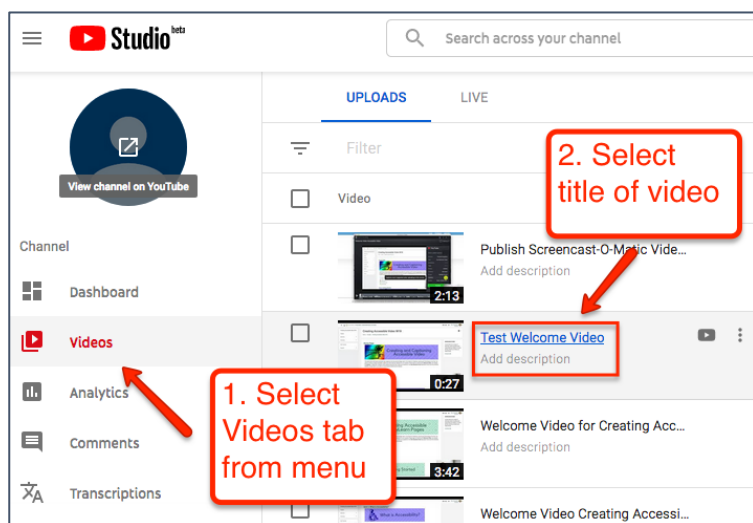 Studio beta
Search across your channel
View channel on YouTube
Channel
Dashboard
Videos
Analytics
Comments
Transcriptions
UPLOADS LIVE
Filter
Video
2. Select
title of video
Publish Screencast-O-Matic Vide...
Add description
2:13
Test Welcome Video
Add description
0:27
1. Select
Videos tab
from menu
Welcome Video for Creating Acc...
Add description
3:42
Welcome Video Creating Accessi...
What is Accessibility?